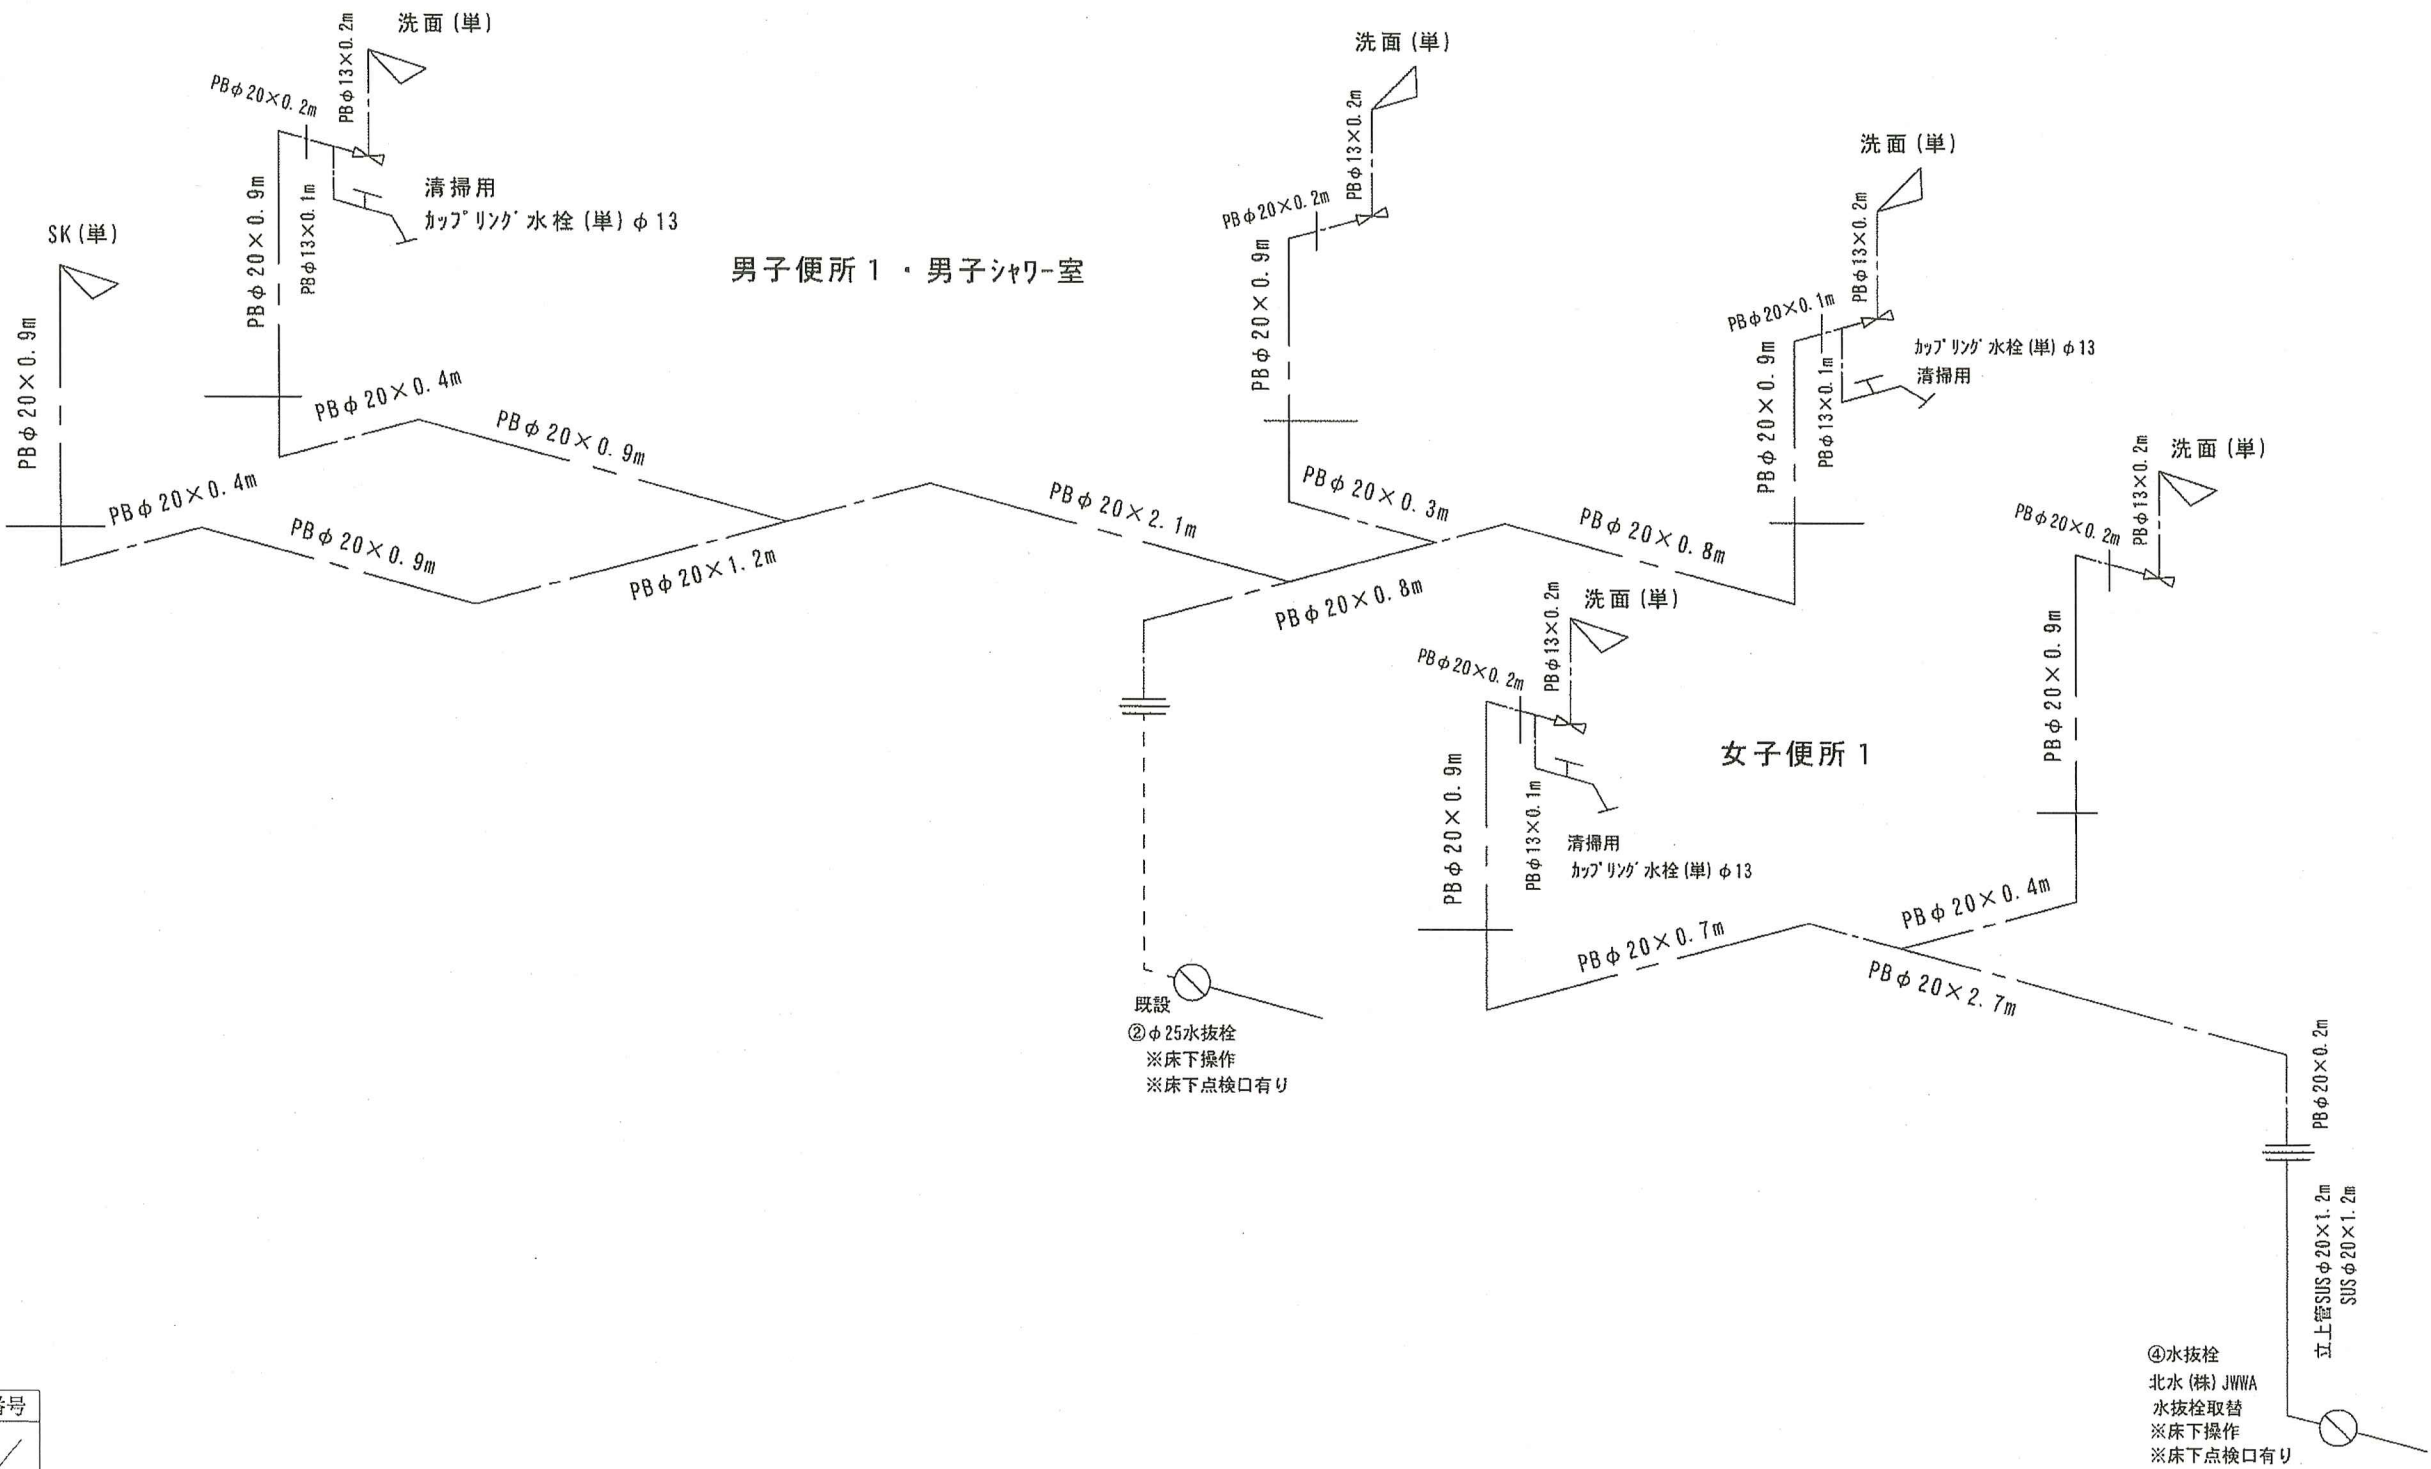 洗面(単)
PBφ13×0.2m
PBφ20×0.2m
PBφ20×0.9m
PBφ13×0.1m
清掃用
カップリング水栓(単)φ13
SK(単)
PBφ20×0.9m
男子便所1・男子シャワー室
PBφ20×0.4m
PBφ20×0.9m
PBφ20×0.4m
PBφ20×0.9m
PBφ20×1.2m
PBφ20×2.1m
洗面(単)
PBφ13×0.2m
PBφ20×0.2m
PBφ20×0.9m
PBφ20×0.3m
PBφ20×0.8m
PBφ20×0.8m
洗面(単)
PBφ13×0.2m
PBφ20×0.1m
PBφ20×0.9m
PBφ13×0.1m
カップリング水栓(単)φ13
清掃用
洗面(単)
PBφ13×0.2m
PBφ20×0.2m
PBφ20×0.9m
洗面(単)
PBφ13×0.2m
PBφ20×0.2m
PBφ20×0.9m
PBφ13×0.1m
清掃用
カップリング水栓(単)φ13
女子便所1
PBφ20×0.7m
PBφ20×0.4m
PBφ20×2.7m
既設
②φ25水抜栓
※床下操作
※床下点検口有り
PBφ20×0.2m
立上管SUSφ20×1.2m
SUSφ20×1.2m
④水抜栓
北水(株)JWWA
水抜栓取替
※床下操作
※床下点検口有り
号